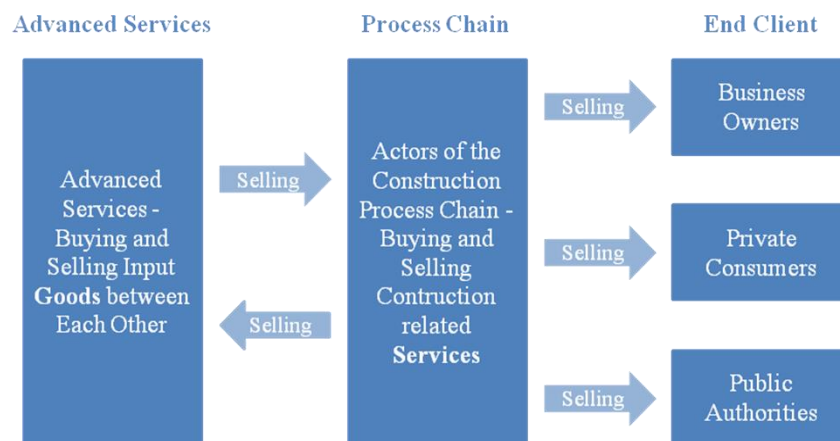 Advanced Services
Process Chain
End Client
Advanced
Services -
Buying and
Selling Input
Goods between
Each Other
Selling
Selling
Actors of the
Construction
Process Chain -
Buying and
Selling
Contruction
related
Services
Selling
Business
Owners
Selling
Private
Consumers
Selling
Public
Authorities